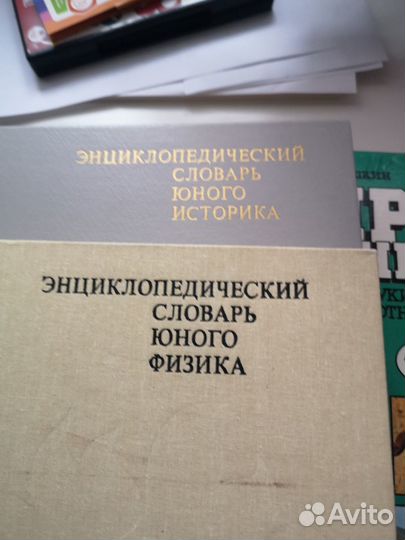 ЭНЦИКЛОПЕДИЧЕСКИЙ
СЛОВАРЬ
ЮНОГО
ИСТОРИКА
ЭНЦИКЛОПЕДИЧЕСКИЙ
СЛОВАРЬ
ЮНОГО
ФИЗИКА
Avito